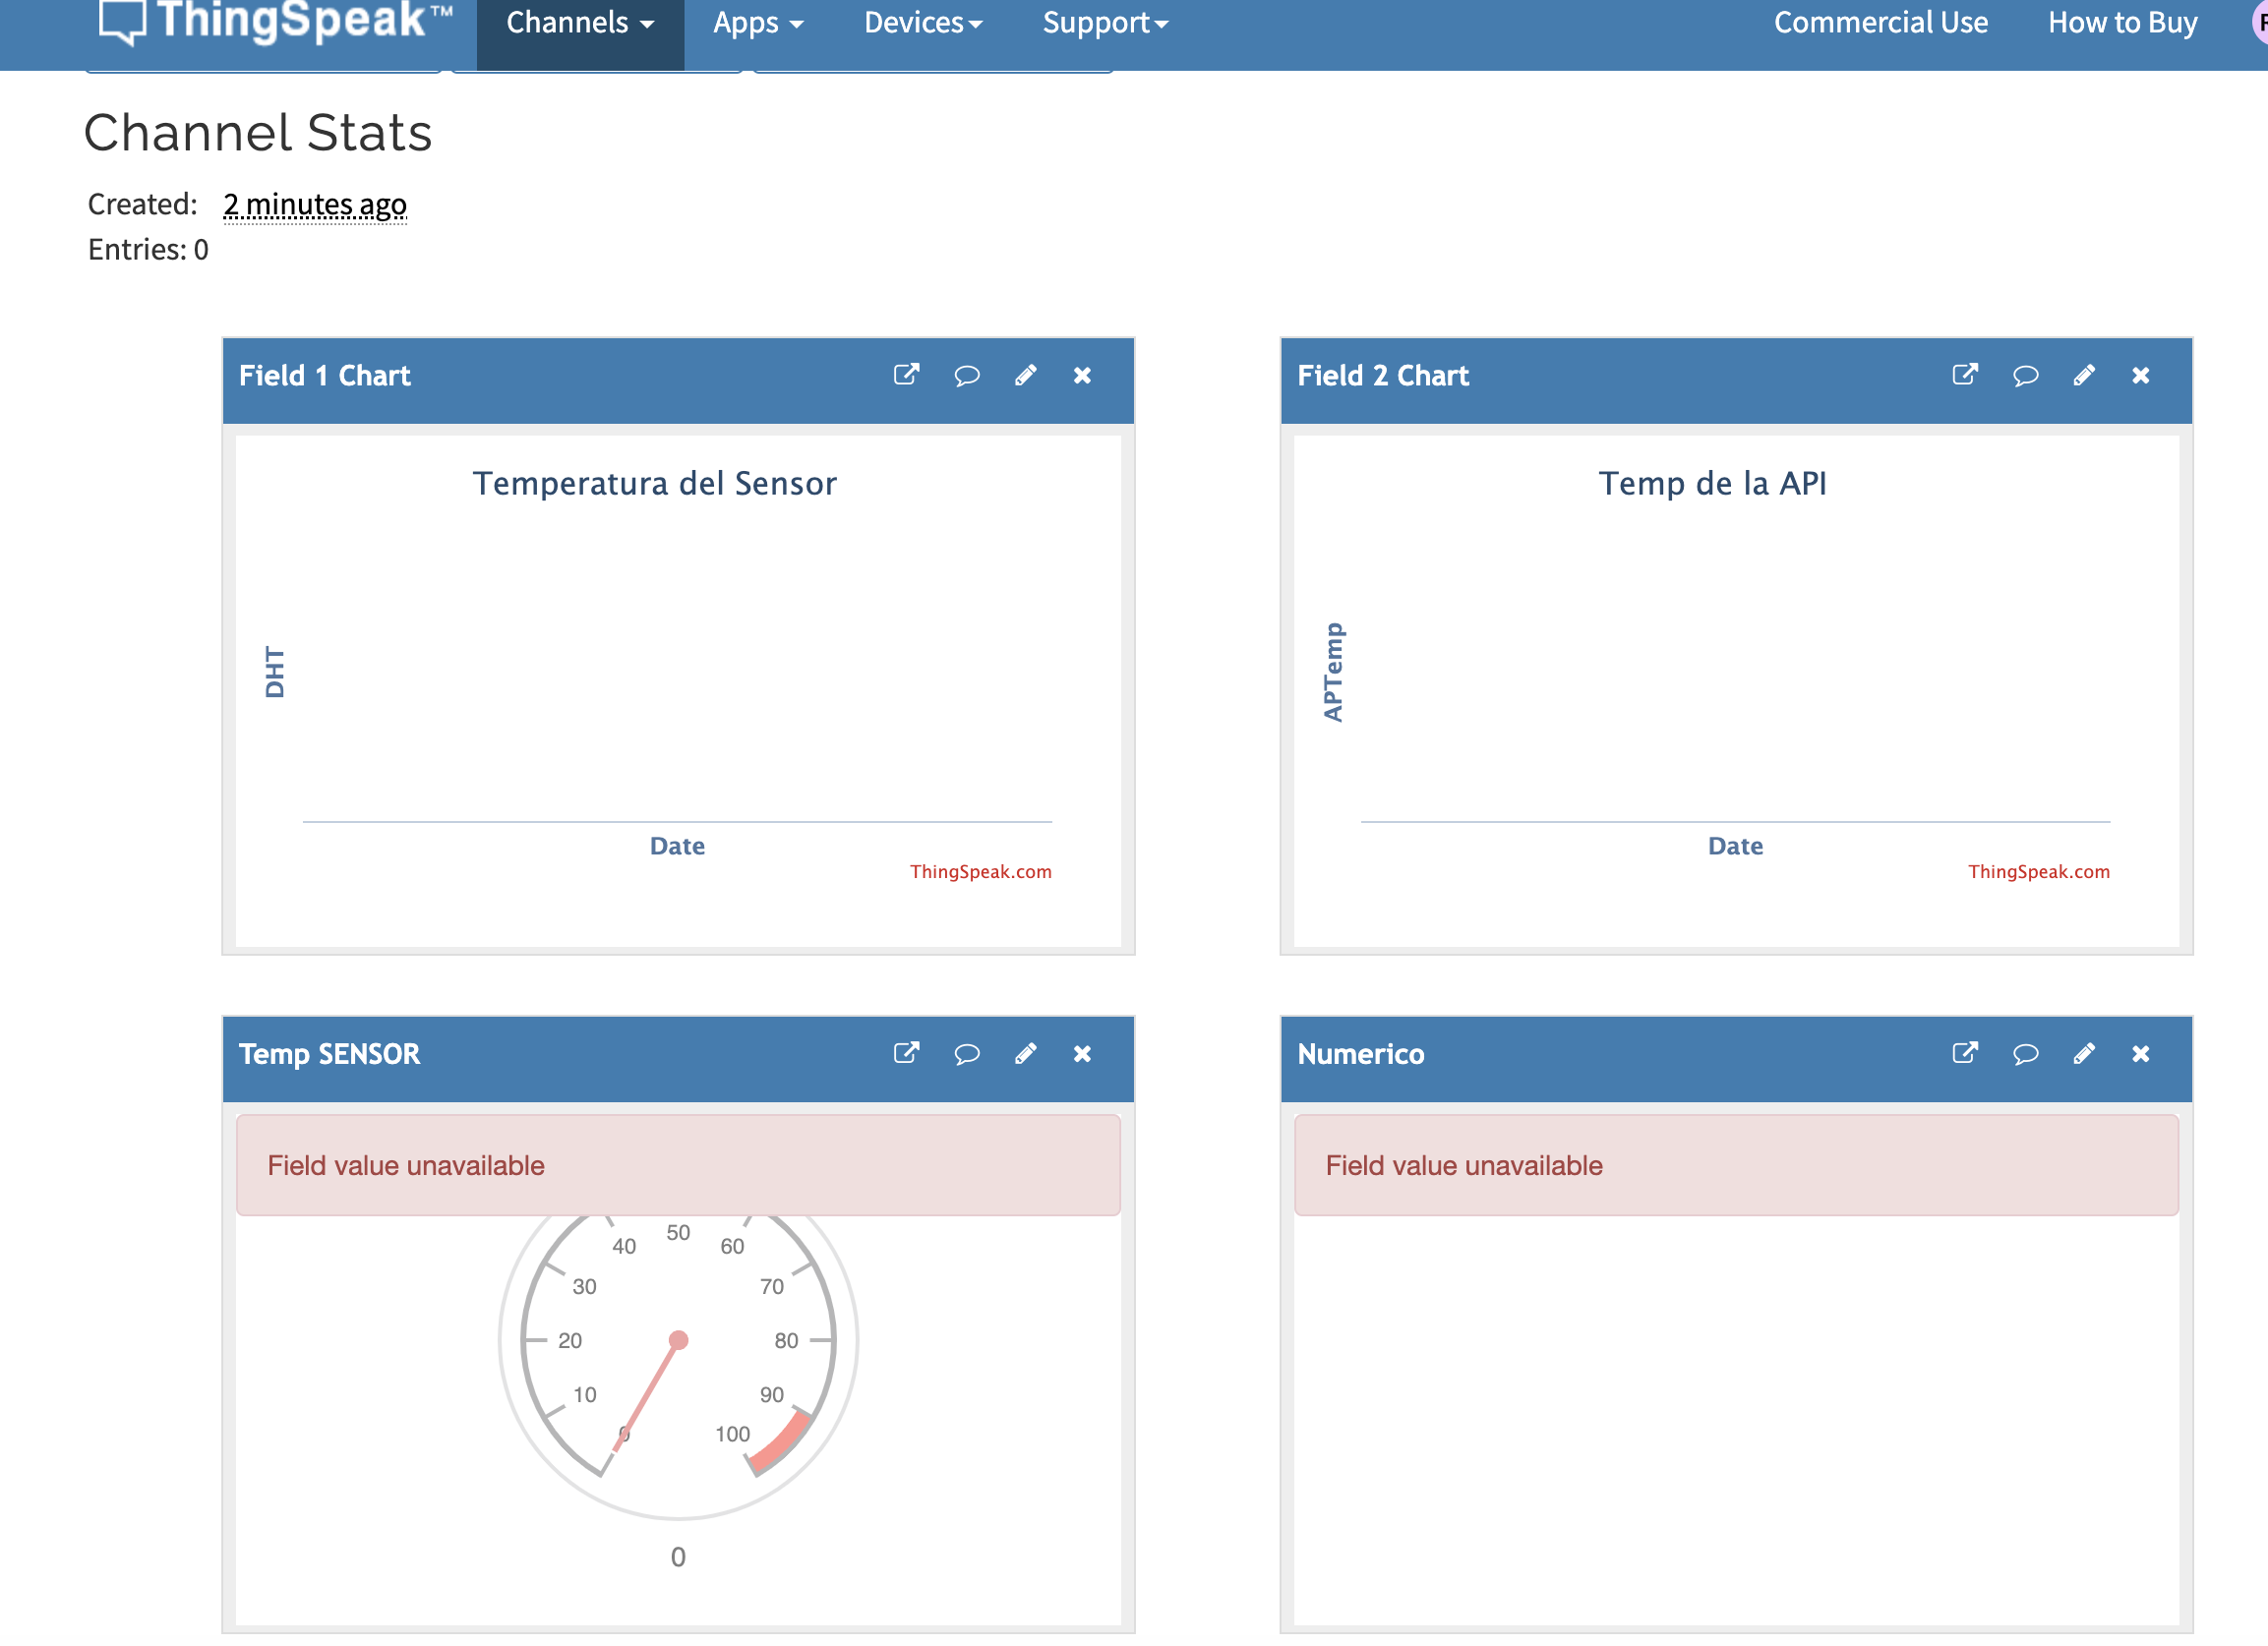 ThingSpeak™ Channels Apps Devices Support Commercial Use How to Buy
Channel Stats
Created: 2 minutes ago
Entries: 0
Field 1 Chart
Temperatura del Sensor
DHT
Date
ThingSpeak.com
Field 2 Chart
Temp de la API
APTemp
Date
ThingSpeak.com
Temp SENSOR
Field value unavailable
0
10
20
30
40
50
60
70
80
90
100
0
Numerico
Field value unavailable